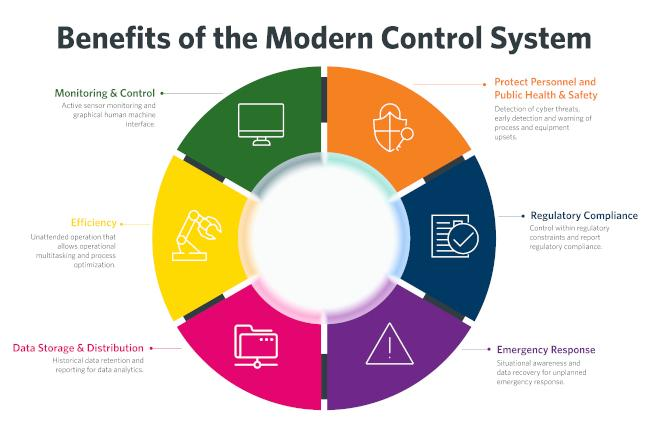 Benefits of the Modern Control System
Monitoring & Control
Active sensor monitoring and
graphical human machine
interface.
Protect Personnel and
Public Health & Safety
Detection of cyber threats,
early detection and warning of
process and equipment
upsets.
Efficiency
Unattended operation that
allows operational
multitasking and process
optimization.
Regulatory Compliance
Control within regulatory
constraints and report
regulatory compliance.
Data Storage & Distribution
Historical data retention and
reporting for data analytics.
Emergency Response
Situational awareness and
data recovery for unplanned
emergency response.